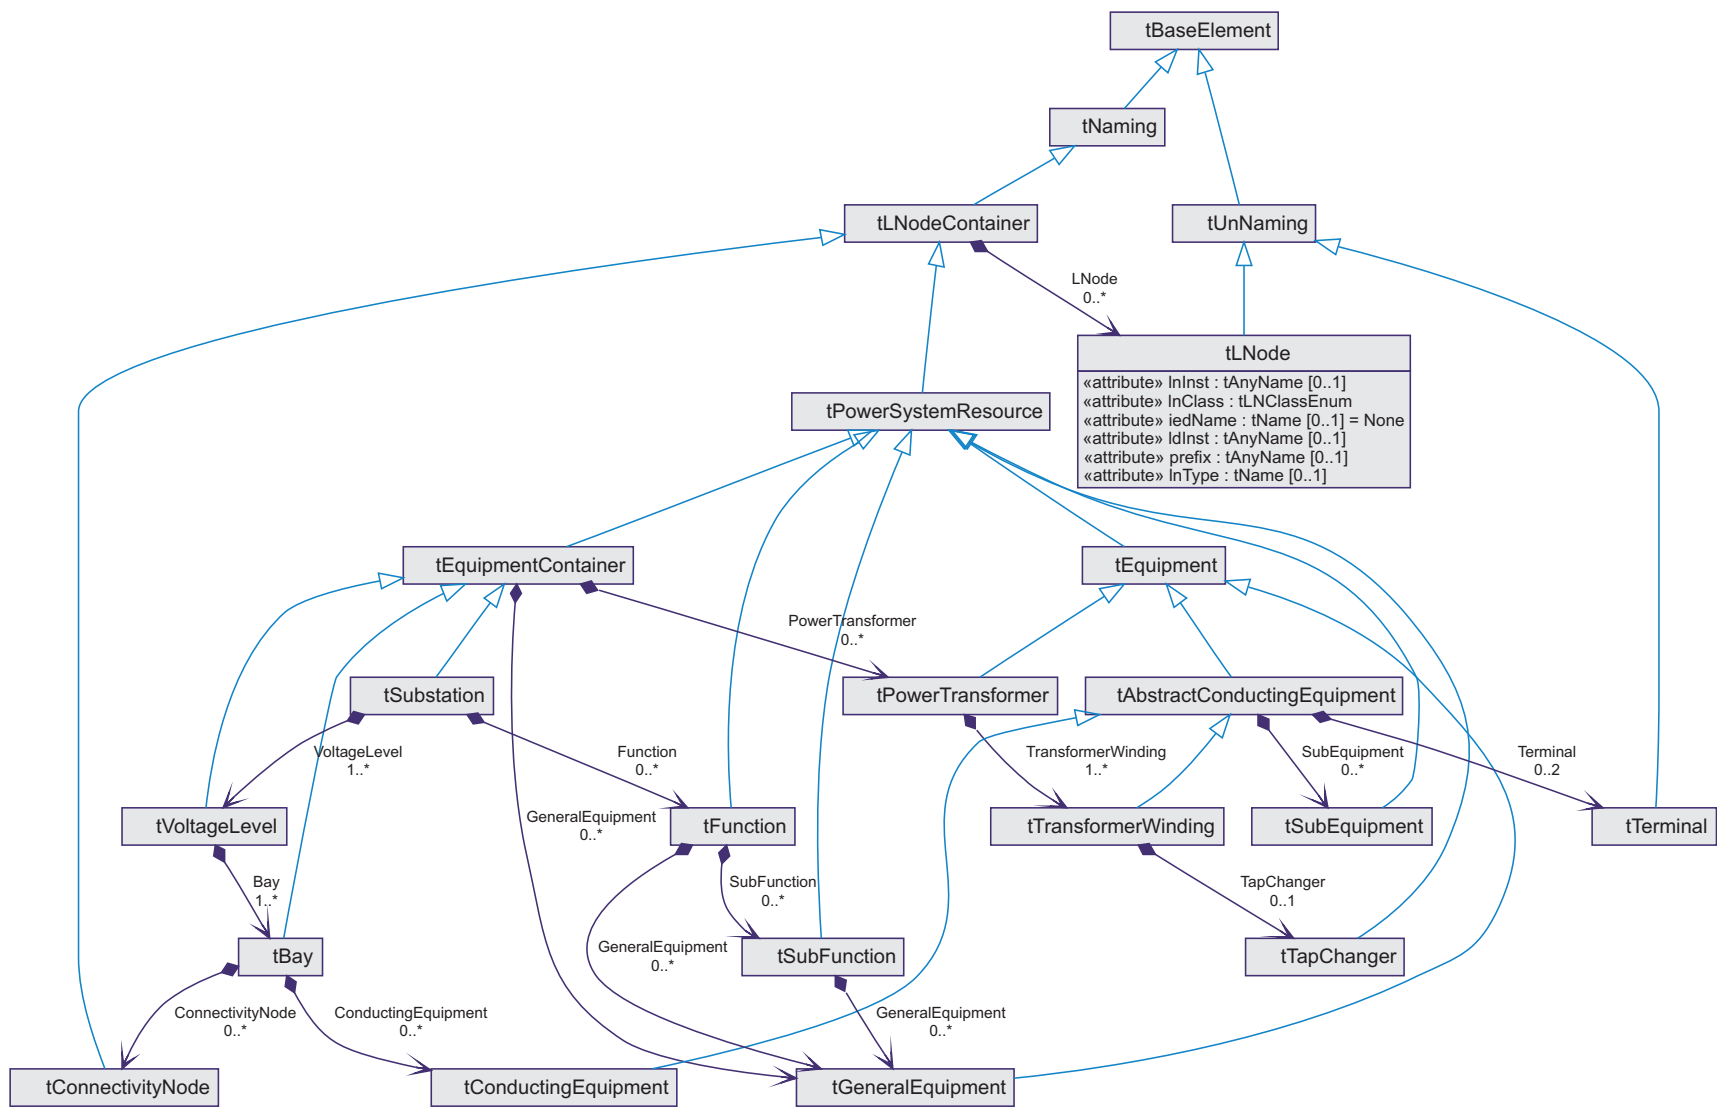 tBaseElement
tNaming
tLNodeContainer
tUnNaming
LNode
0..*
tLNode
«attribute» lnInst : tAnyName [0..1]
«attribute» lnClass : tLNClassEnum
«attribute» iedName : tName [0..1] = None
«attribute» ldInst : tAnyName [0..1]
«attribute» prefix : tAnyName [0..1]
«attribute» lnType : tName [0..1]
tPowerSystemResource
tEquipmentContainer
tEquipment
PowerTransformer
0..*
tSubstation
tPowerTransformer
tAbstractConductingEquipment
VoltageLevel
1..*
Function
0..*
TransformerWinding
1..*
SubEquipment
0..*
Terminal
0..2
GeneralEquipment
0..*
tVoltageLevel
tFunction
tTransformerWinding
tSubEquipment
tTerminal
Bay
1..*
SubFunction
0..*
TapChanger
0..1
GeneralEquipment
0..*
tBay
tSubFunction
tTapChanger
ConnectivityNode
0..*
ConductingEquipment
0..*
GeneralEquipment
0..*
tConnectivityNode
tConductingEquipment
tGeneralEquipment